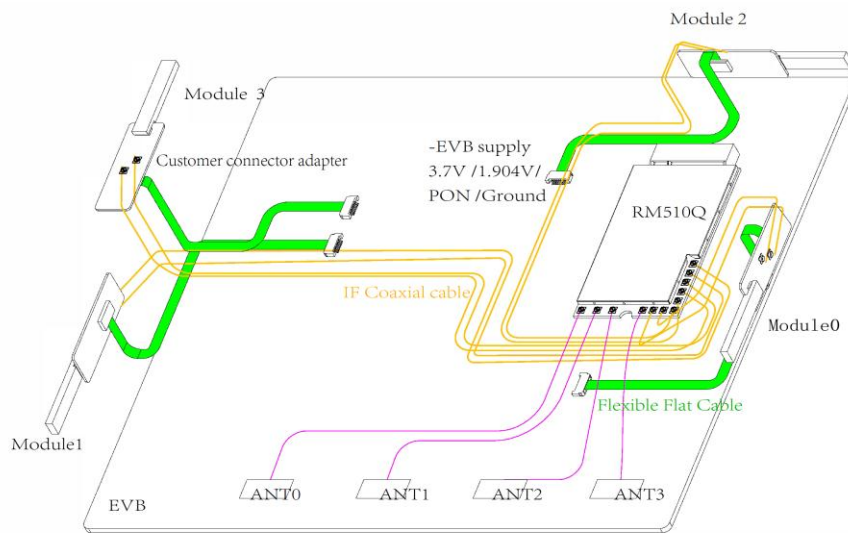 Module 2
Module 3
Customer connector adapter
-EVB supply
3.7V /1.904V/
PON /Ground
RM510Q
IF Coaxial cable
Module0
Flexible Flat Cable
Module1
ANT0
ANT1
ANT2
ANT3
EVB